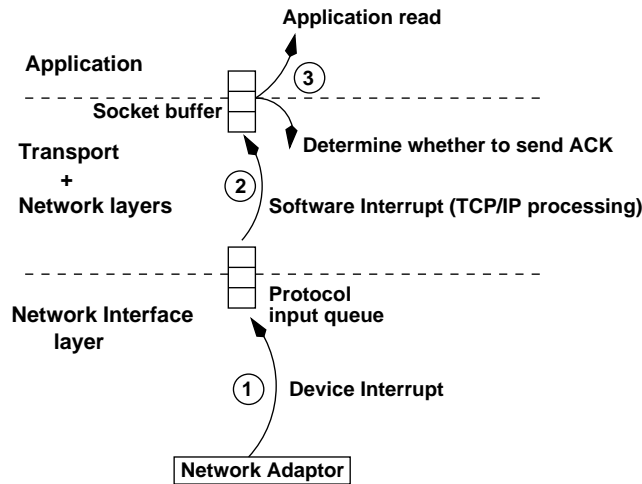 Application read
Application
3
Socket buffer
Determine whether to send ACK
Transport
+
Network layers
2
Software Interrupt (TCP/IP processing)
Network Interface
layer
Protocol
input queue
1
Device Interrupt
Network Adaptor